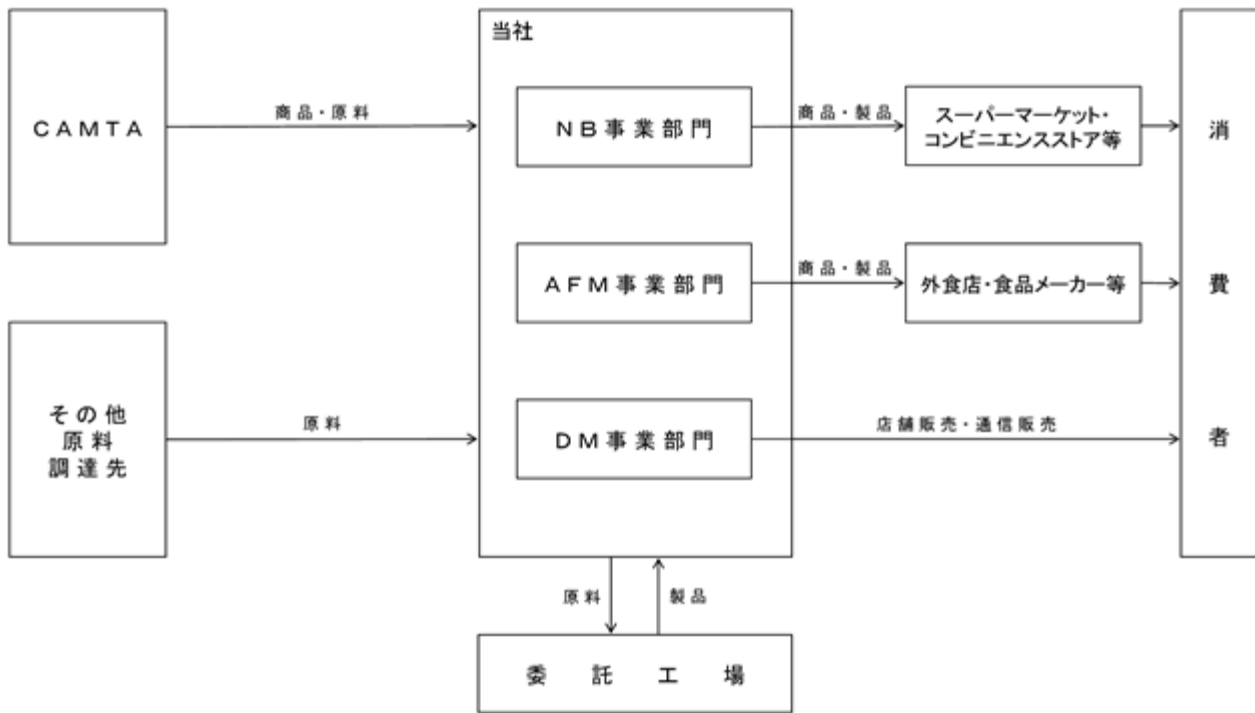 当社
CAMTA
商品・原料
NB事業部門
商品・製品
スーパーマーケット・
コンビニエンスストア等
AFM事業部門
商品・製品
外食店・食品メーカー等
その他
原料
調達先
原料
DM事業部門
店舗販売・通信販売
消費者
原料
製品
委託工場